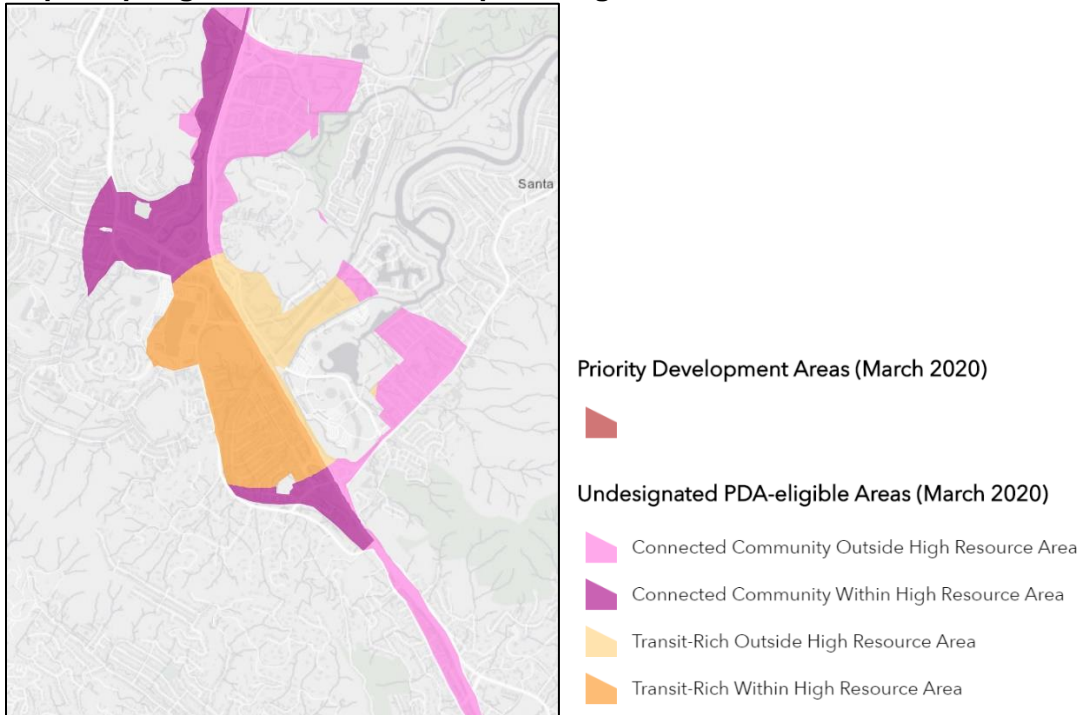 Santa
Priority Development Areas (March 2020)
Undesignated PDA-eligible Areas (March 2020)
Connected Community Outside High Resource Area
Connected Community Within High Resource Area
Transit-Rich Outside High Resource Area
Transit-Rich Within High Resource Area